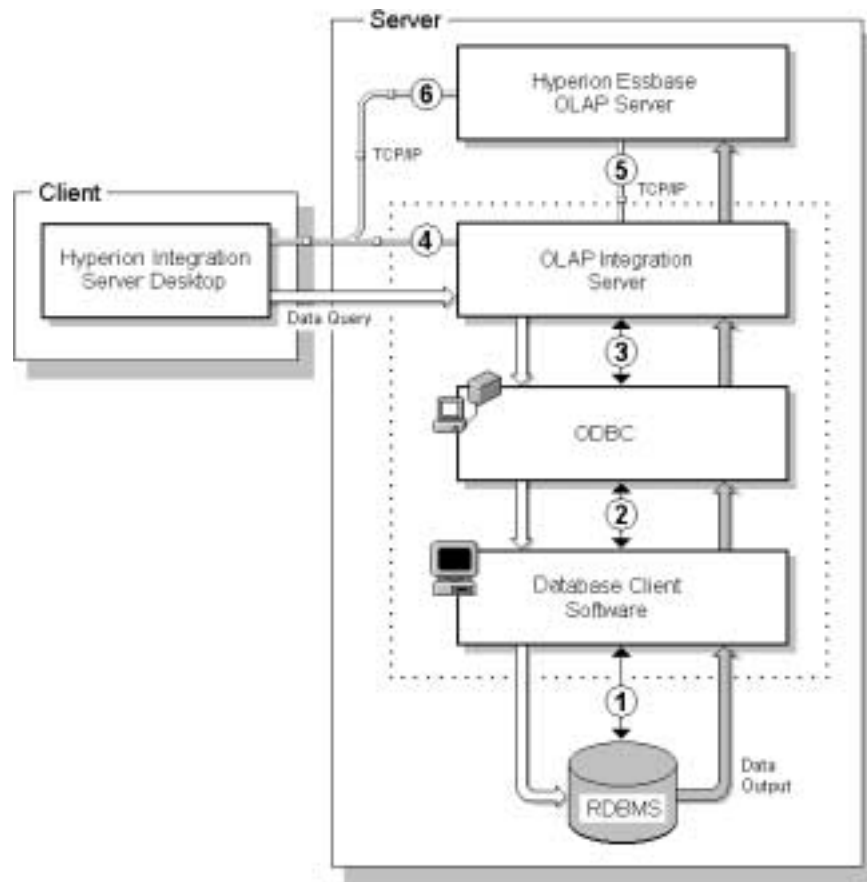 Server
Hyperion Essbase
OLAP Server
6
TCP/IP
5
TCP/IP
Client
Hyperion Integration
Server Desktop
4
OLAP Integration
Server
Data Query
3
ODBC
2
Database Client
Software
1
RDBMS
Data
Output